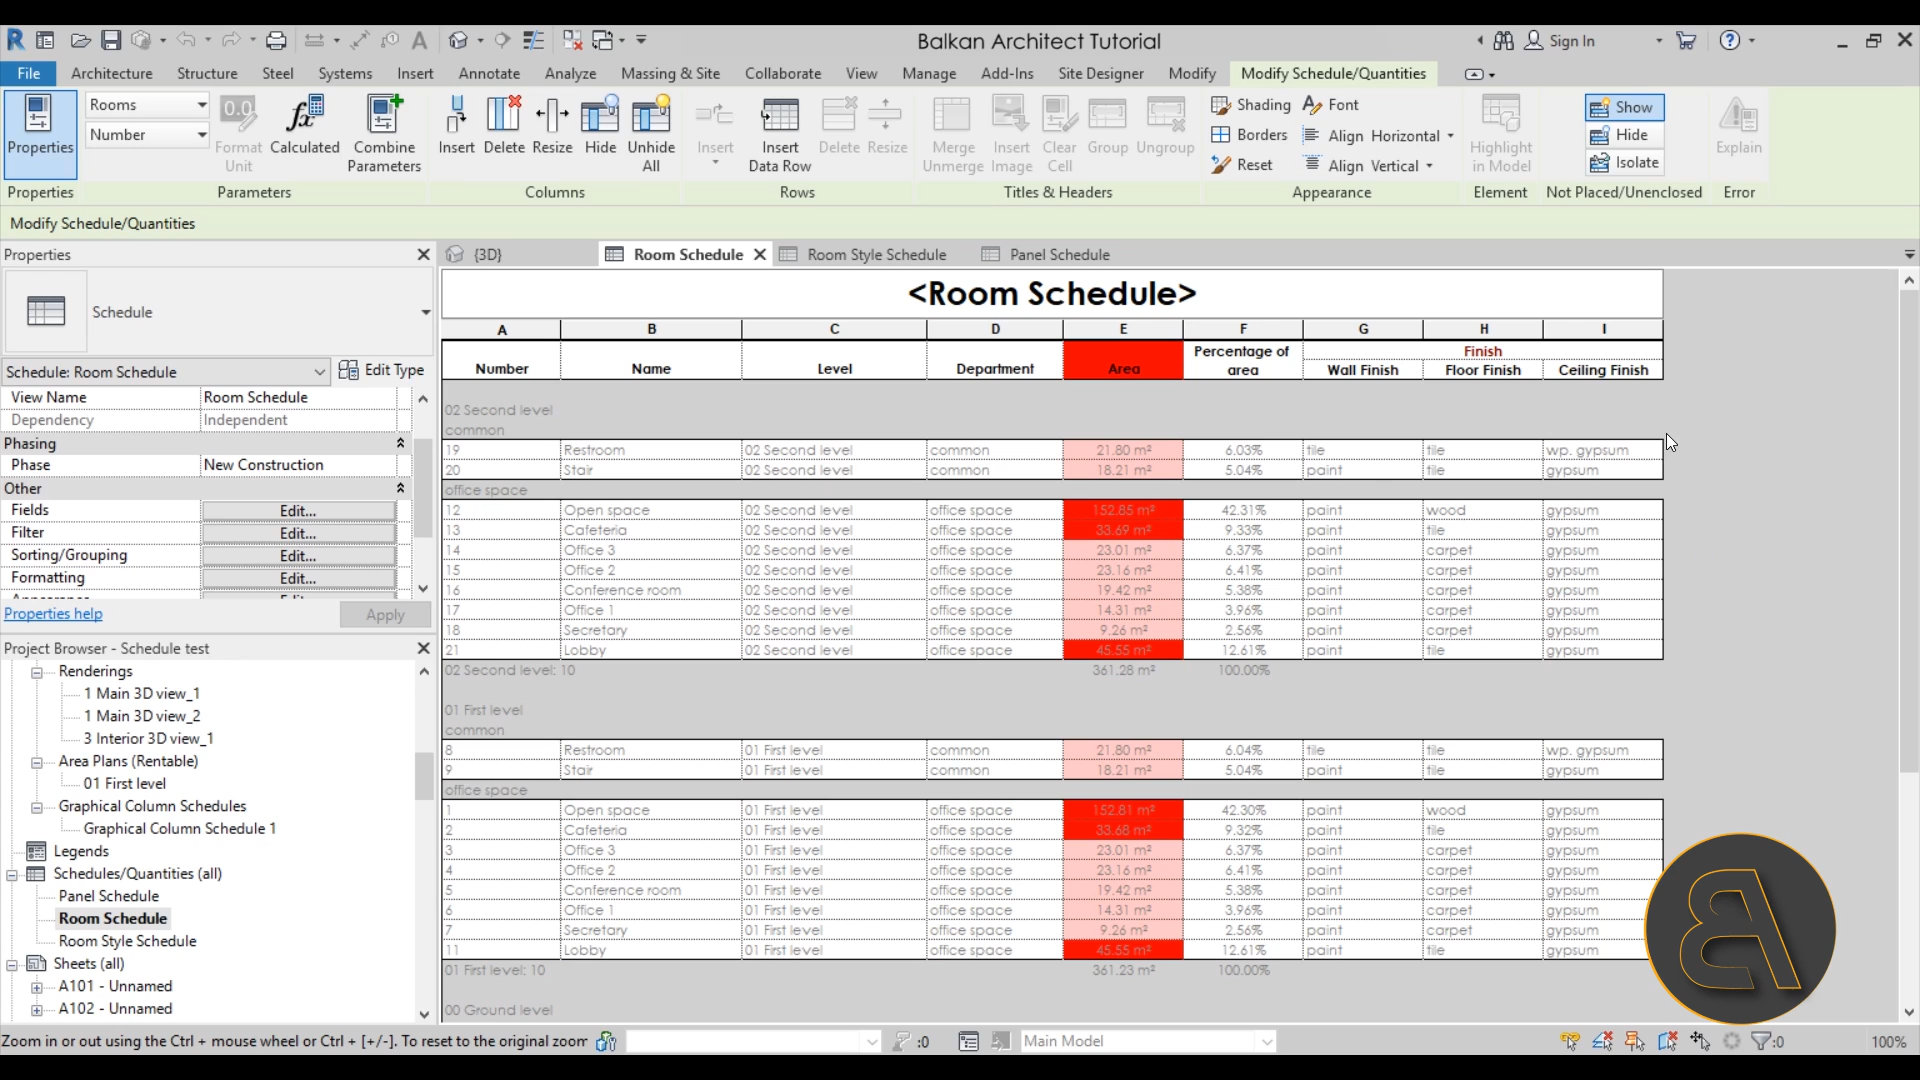 Balkan Architect Tutorial
Sign In
File Architecture Structure Steel Systems Insert Annotate Analyze Massing & Site Collaborate View Manage Add-Ins Site Designer Modify Modify Schedule/Quantities
Properties Rooms Number Format Unit Calculated Combine Parameters Insert Delete Resize Hide Unhide All Insert Insert Data Row Delete Resize Merge Unmerge Insert Image Clear Cell Group Ungroup Shading Borders Reset Font Align Horizontal Align Vertical Highlight in Model Show Hide Isolate Explain
Properties Parameters Columns Rows Titles & Headers Appearance Element Not Placed/Unenclosed Error
Modify Schedule/Quantities
Properties
Schedule
Schedule: Room Schedule Edit Type
View Name Room Schedule
Dependency Independent
Phasing
Phase New Construction
Other
Fields Edit...
Filter Edit...
Sorting/Grouping Edit...
Formatting Edit...
Properties help Apply
Project Browser - Schedule test
Renderings
1 Main 3D view_1
1 Main 3D view_2
3 Interior 3D view_1
Area Plans (Rentable)
01 First level
Graphical Column Schedules
Graphical Column Schedule 1
Legends
Schedules/Quantities (all)
Panel Schedule
Room Schedule
Room Style Schedule
Sheets (all)
A101 - Unnamed
A102 - Unnamed
{3D} Room Schedule Room Style Schedule Panel Schedule
<Room Schedule>
A B C D E F G H I
Number Name Level Department Area Percentage of area Finish
Wall Finish Floor Finish Ceiling Finish
02 Second level
common
19 Restroom 02 Second level common 21.80 m² 6.03% tile tile wp. gypsum
20 Stair 02 Second level common 18.21 m² 5.04% paint tile gypsum
office space
12 Open space 02 Second level office space 152.85 m² 42.31% paint wood gypsum
13 Cafeteria 02 Second level office space 33.69 m² 9.33% paint tile gypsum
14 Office 3 02 Second level office space 23.01 m² 6.37% paint carpet gypsum
15 Office 2 02 Second level office space 23.16 m² 6.41% paint carpet gypsum
16 Conference room 02 Second level office space 19.42 m² 5.38% paint carpet gypsum
17 Office 1 02 Second level office space 14.31 m² 3.96% paint carpet gypsum
18 Secretary 02 Second level office space 9.26 m² 2.56% paint carpet gypsum
21 Lobby 02 Second level office space 45.55 m² 12.61% paint tile gypsum
02 Second level: 10 361.28 m² 100.00%
01 First level
common
8 Restroom 01 First level common 21.80 m² 6.04% tile tile wp. gypsum
9 Stair 01 First level common 18.21 m² 5.04% paint tile gypsum
office space
1 Open space 01 First level office space 152.81 m² 42.30% paint wood gypsum
2 Cafeteria 01 First level office space 33.68 m² 9.32% paint tile gypsum
3 Office 3 01 First level office space 23.01 m² 6.37% paint carpet gypsum
4 Office 2 01 First level office space 23.16 m² 6.41% paint carpet gypsum
5 Conference room 01 First level office space 19.42 m² 5.38% paint carpet gypsum
6 Office 1 01 First level office space 14.31 m² 3.96% paint carpet gypsum
7 Secretary 01 First level office space 9.26 m² 2.56% paint carpet gypsum
11 Lobby 01 First level office space 45.55 m² 12.61% paint tile gypsum
01 First level: 10 361.23 m² 100.00%
00 Ground level
Zoom in or out using the Ctrl + mouse wheel or Ctrl + [+/-]. To reset to the original zoom :0 Main Model :0 100%